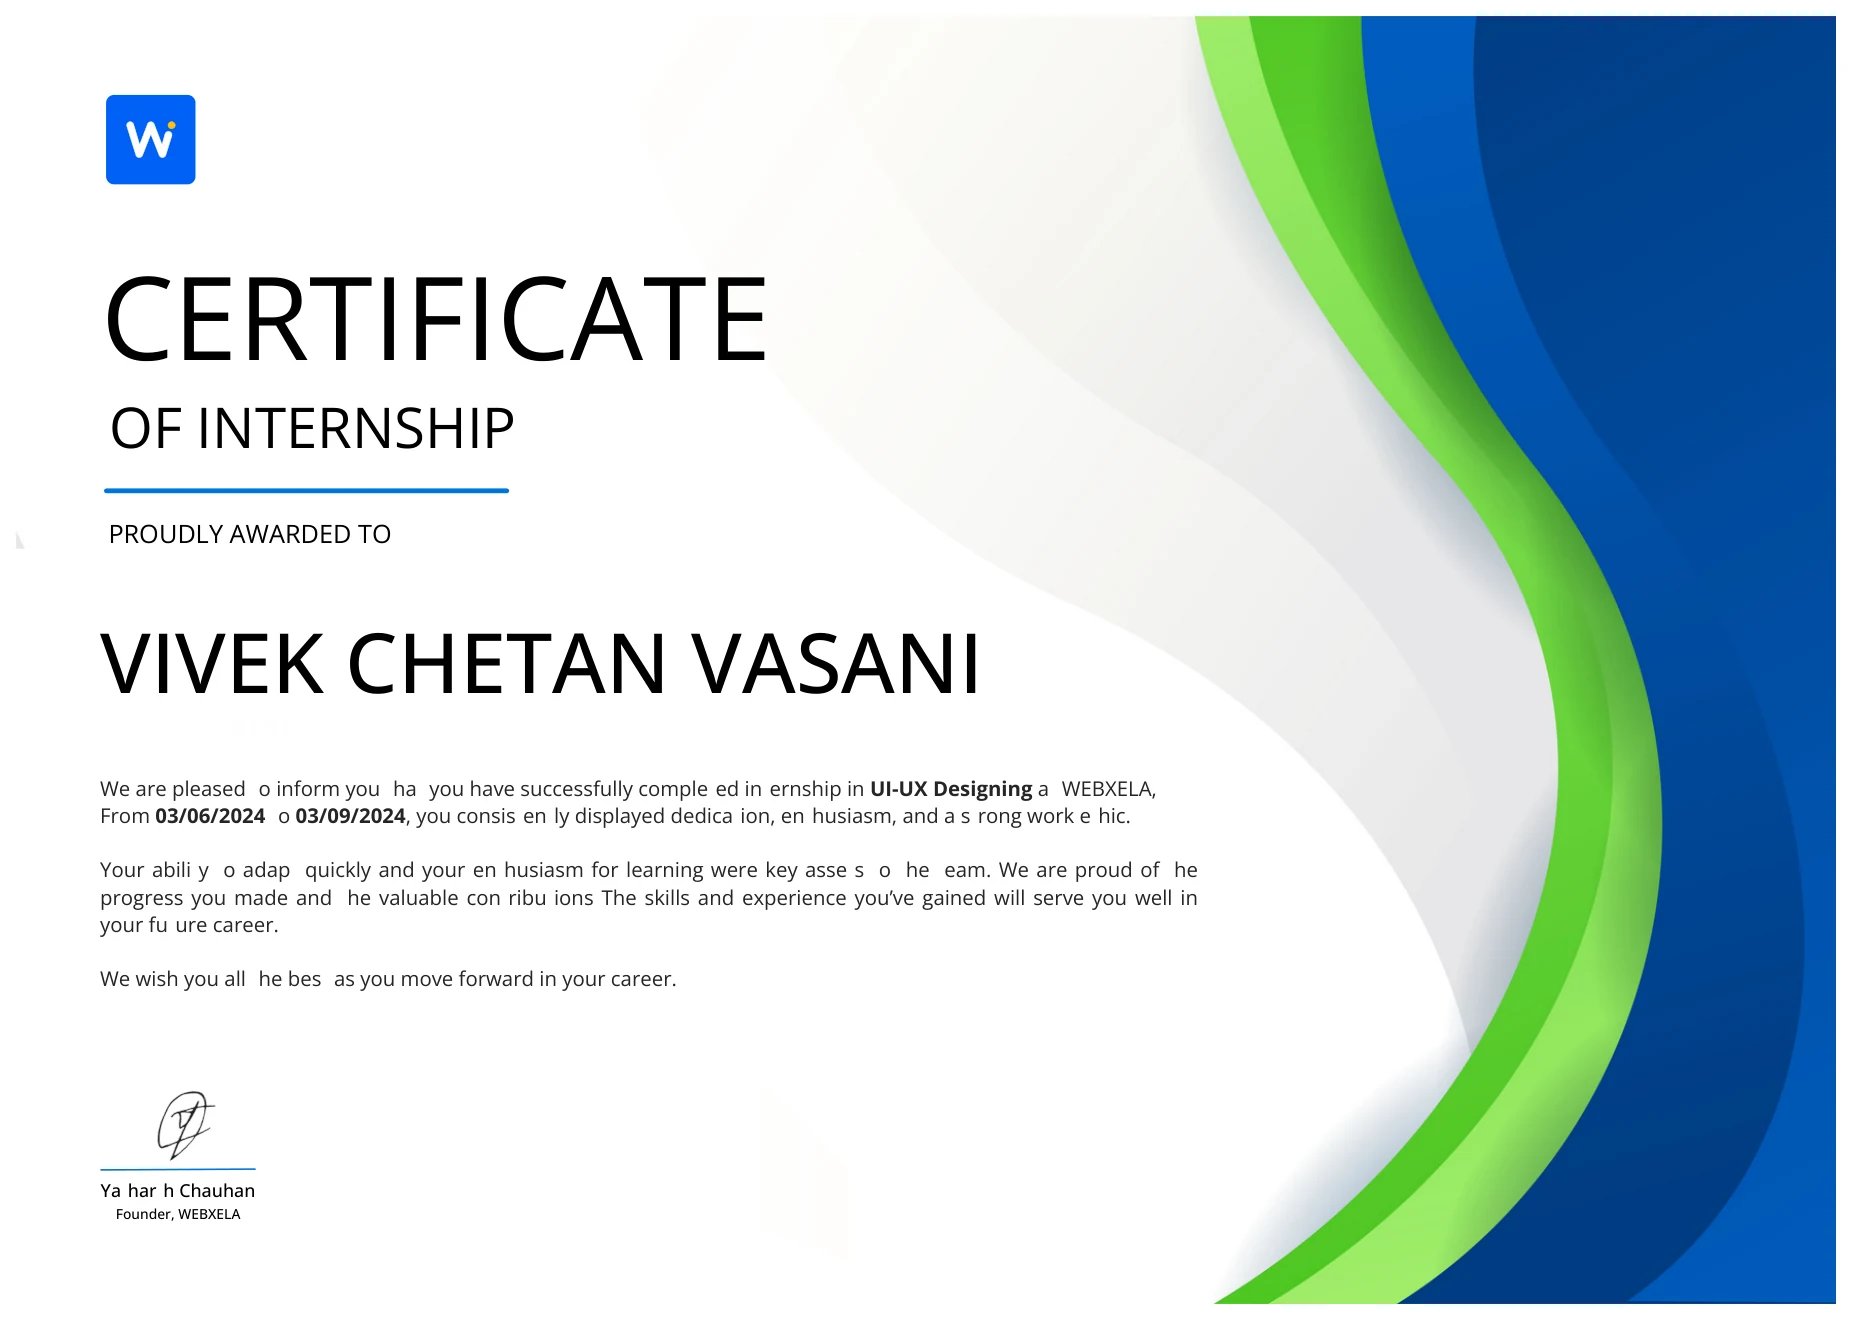 W
CERTIFICATE
OF INTERNSHIP
PROUDLY AWARDED TO
VIVEK CHETAN VASANI
We are pleased  o inform you  ha  you have successfully comple ed in ernship in UI-UX Designing a  WEBXELA,
From 03/06/2024  o 03/09/2024, you consis en ly displayed dedica ion, en husiasm, and a s rong work e hic.
Your abili y  o adap  quickly and your en husiasm for learning were key asse s  o  he  eam. We are proud of  he
progress you made and  he valuable con ribu ions The skills and experience you’ve gained will serve you well in
your fu ure career.
We wish you all  he bes  as you move forward in your career.
Ya har h Chauhan
Founder, WEBXELA